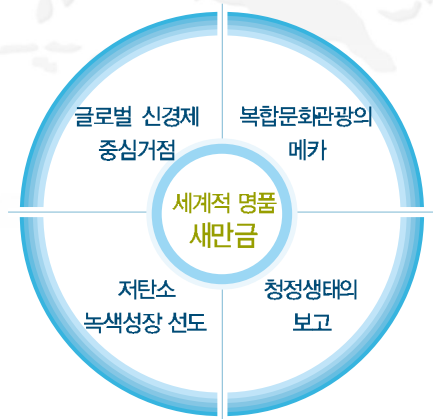 글로벌 신경제
중심거점
복합문화관광의
메카
세계적 명품
새만금
저탄소
녹색성장 선도
청정생태의
보고